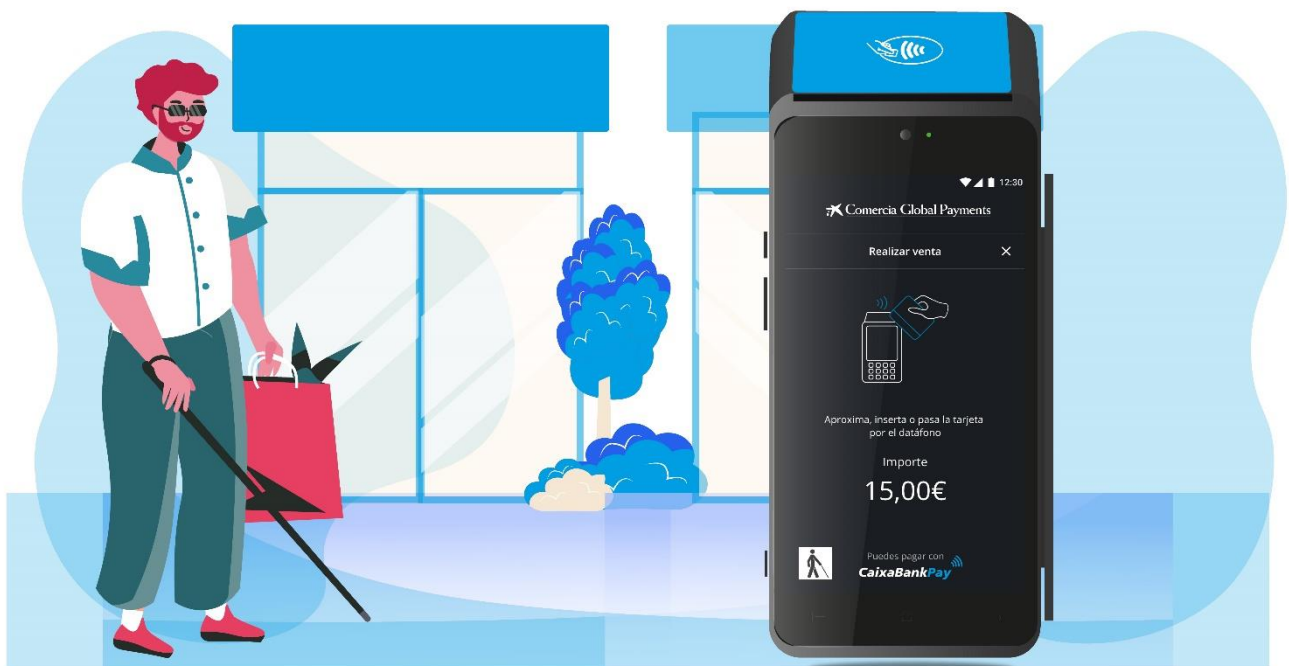 12:30
Comercia Global Payments
Realizar venta
Aproxima, inserta o pasa la tarjeta
por el datáfono
Importe
15,00€
Puedes pagar con
CaixaBankPay